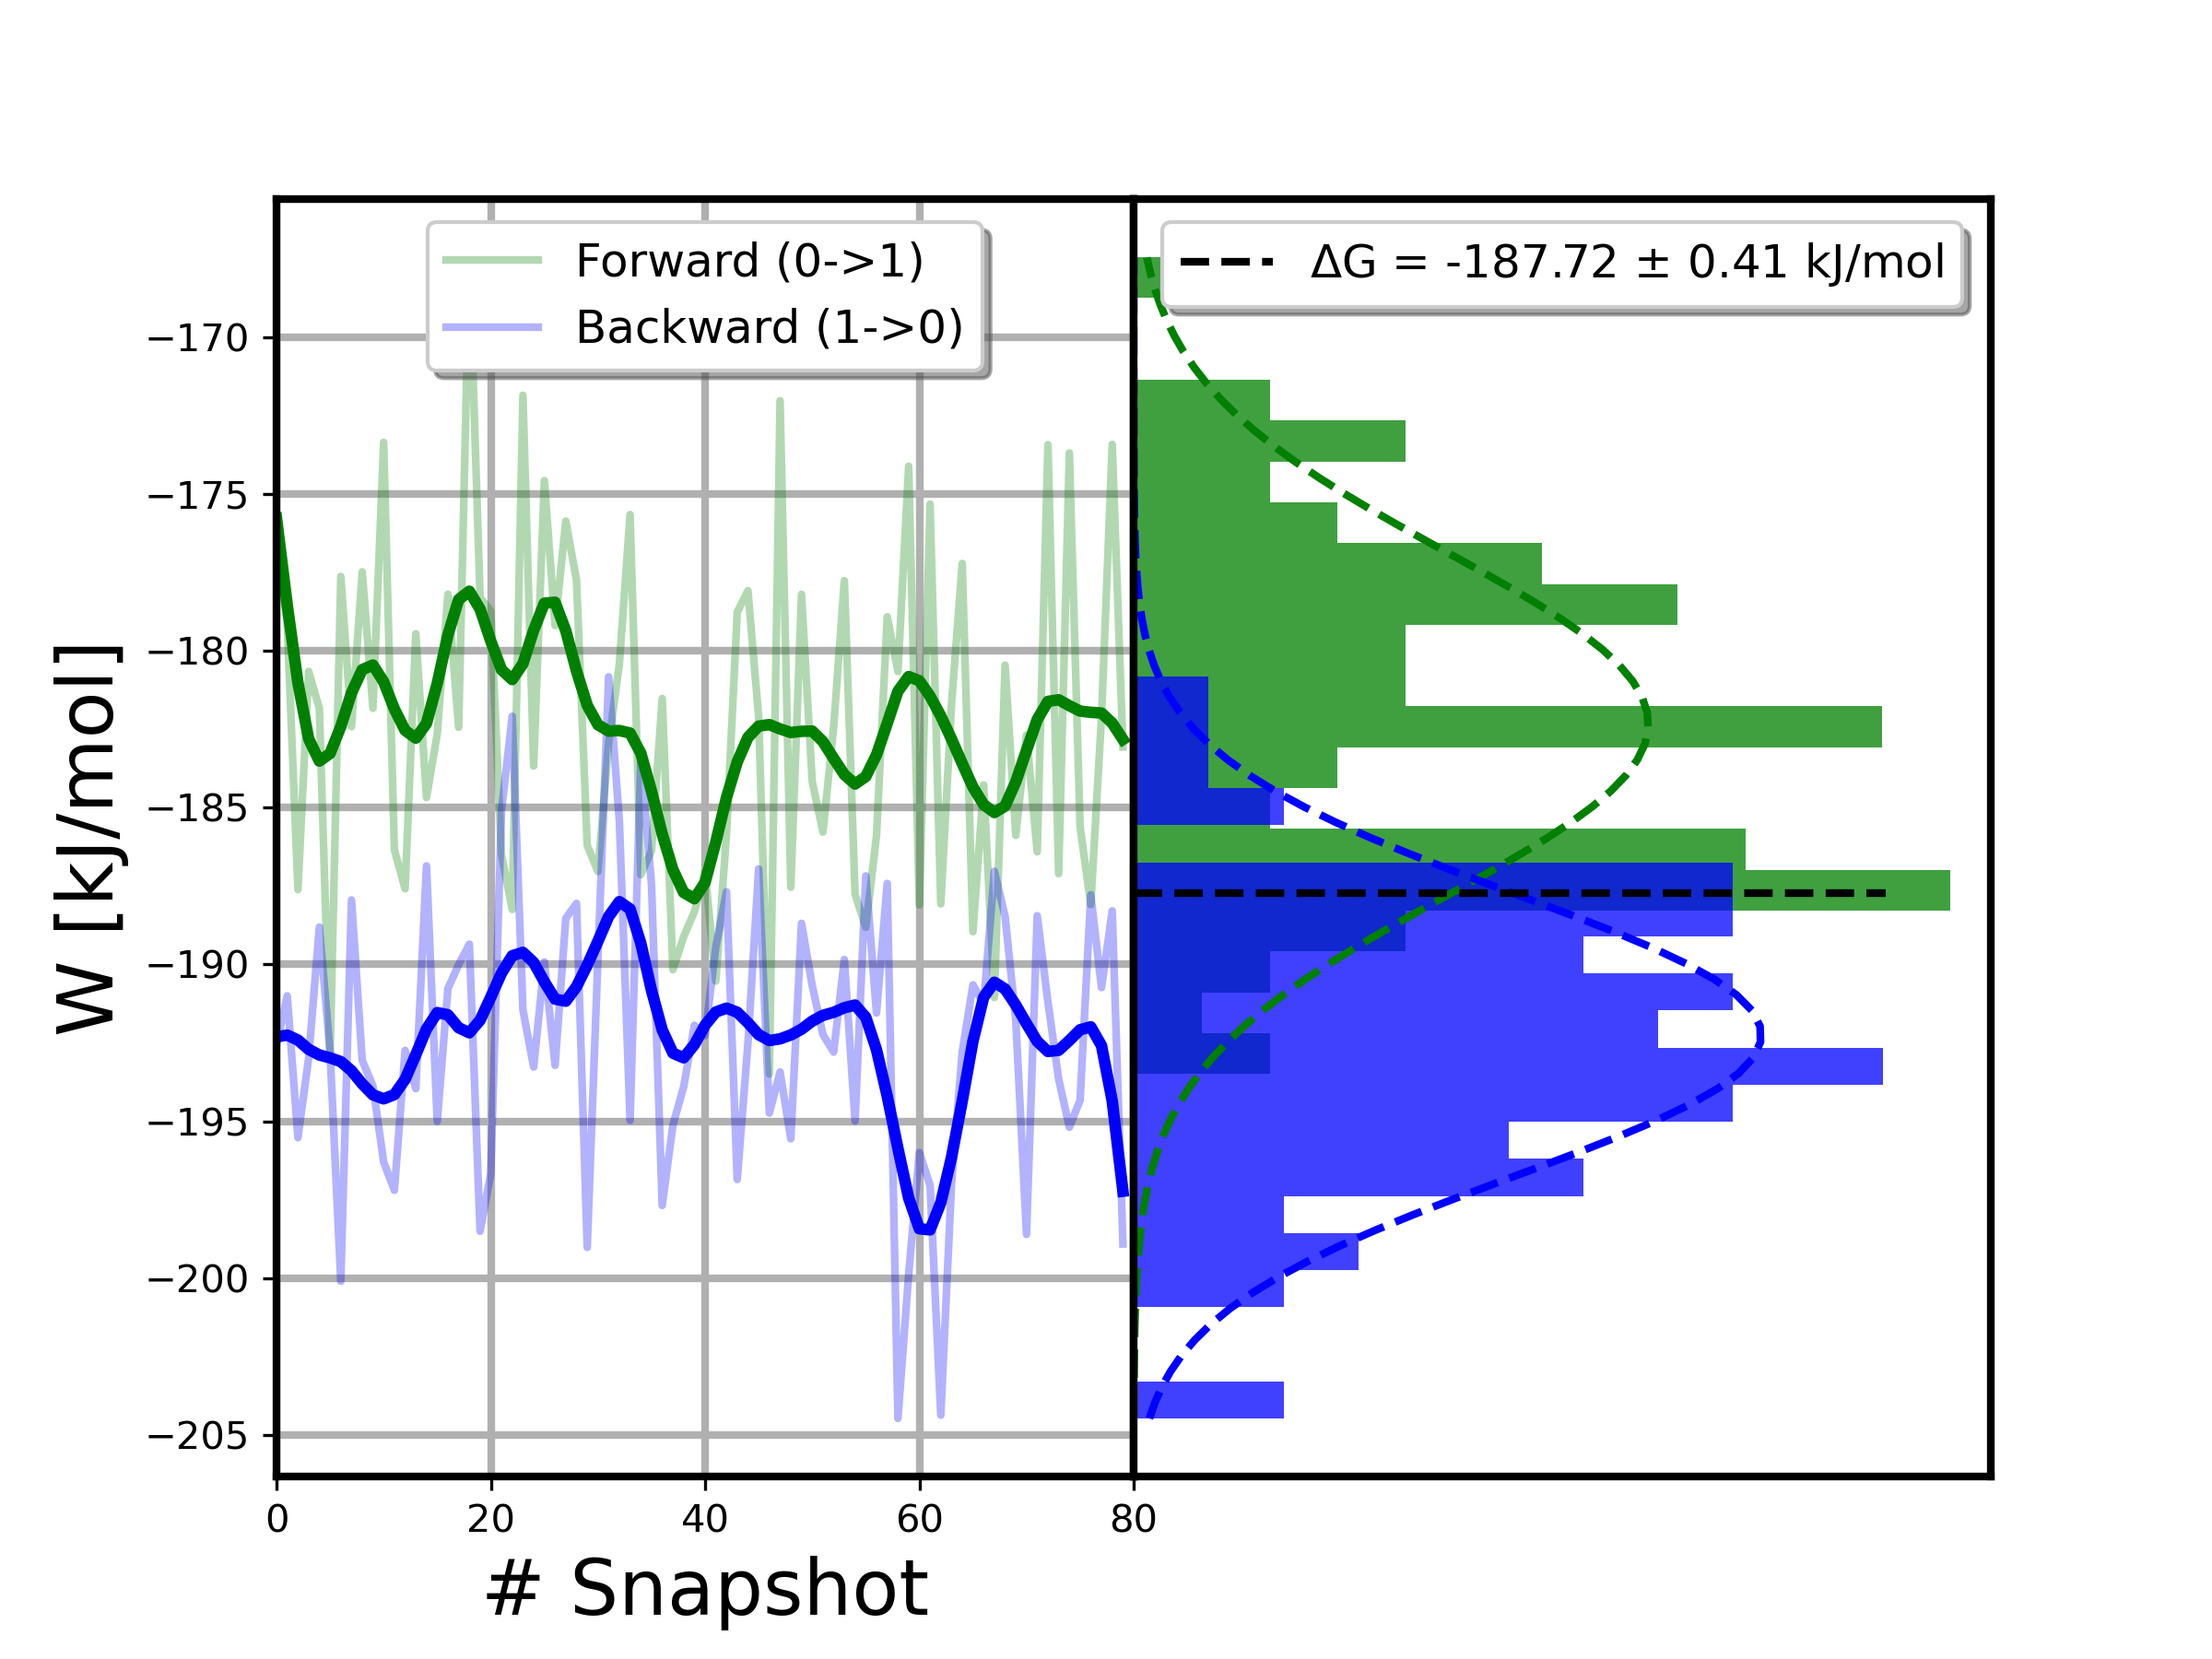 Forward (0->1)
Backward (1->0)
ΔG = -187.72 ± 0.41 kJ/mol
−170
−175
−180
−185
−190
−195
−200
−205
W [kJ/mol]
0 20 40 60 80
# Snapshot